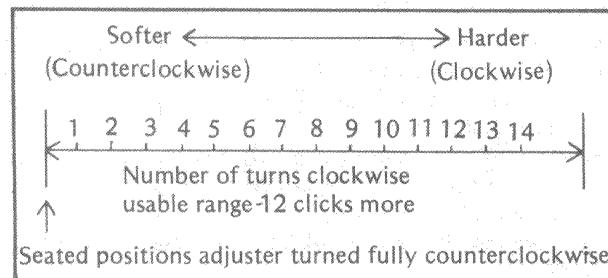 Softer Harder
(Counterclockwise) (Clockwise)
1 2 3 4 5 6 7 8 9 10 11 12 13 14
Number of turns clockwise
usable range-12 clicks more
Seated positions adjuster turned fully counterclockwise